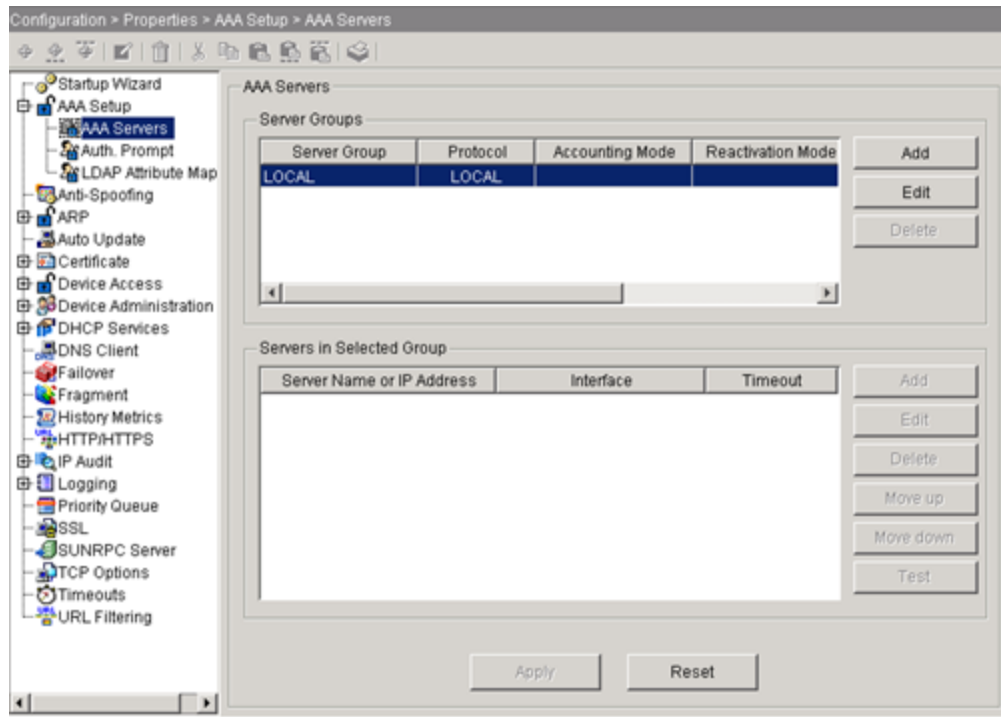 Configuration > Properties > AAA Setup > AAA Servers
Startup Wizard
AAA Setup
AAA Servers
Auth. Prompt
LDAP Attribute Map
Anti-Spoofing
ARP
Auto Update
Certificate
Device Access
Device Administration
DHCP Services
DNS Client
Failover
Fragment
History Metrics
HTTP/HTTPS
IP Audit
Logging
Priority Queue
SSL
SUNRPC Server
TCP Options
Timeouts
URL Filtering
AAA Servers
Server Groups
Server Group Protocol Accounting Mode Reactivation Mode
LOCAL LOCAL
Add
Edit
Delete
Servers in Selected Group
Server Name or IP Address Interface Timeout
Add
Edit
Delete
Move up
Move down
Test
Apply Reset